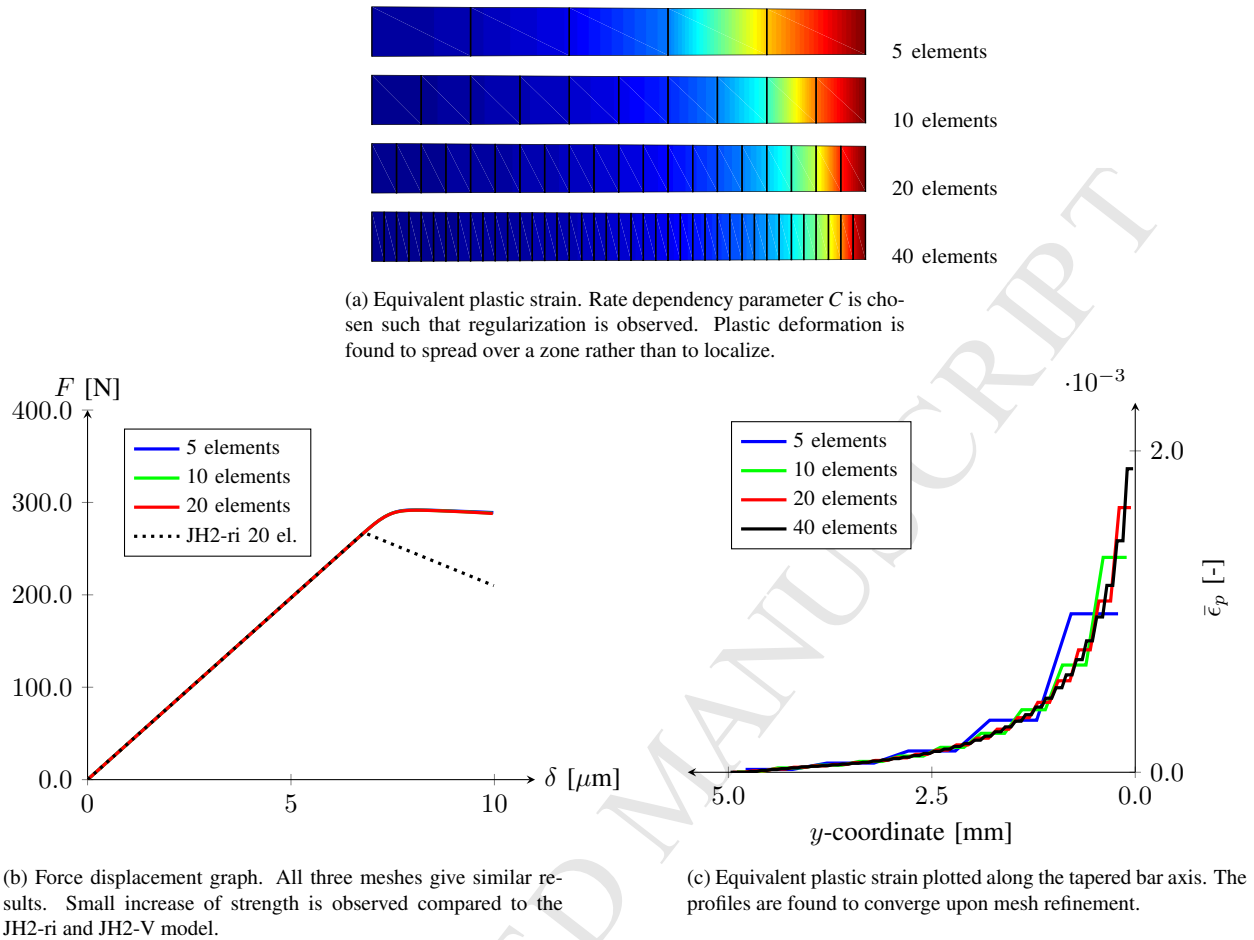 5 elements
10 elements
20 elements
40 elements
(a) Equivalent plastic strain. Rate dependency parameter C is cho-
sen such that regularization is observed. Plastic deformation is
found to spread over a zone rather than to localize.
F [N]
400.0
300.0
200.0
100.0
0.0
0
5
10
δ [μm]
5 elements
10 elements
20 elements
JH2-ri 20 el.
·10⁻³
5 elements
10 elements
20 elements
40 elements
2.0
0.0
ε̄_p [-]
5.0
2.5
0.0
y-coordinate [mm]
(b) Force displacement graph. All three meshes give similar re-
sults. Small increase of strength is observed compared to the
JH2-ri and JH2-V model.
(c) Equivalent plastic strain plotted along the tapered bar axis. The
profiles are found to converge upon mesh refinement.
ED MANUSCRIPT